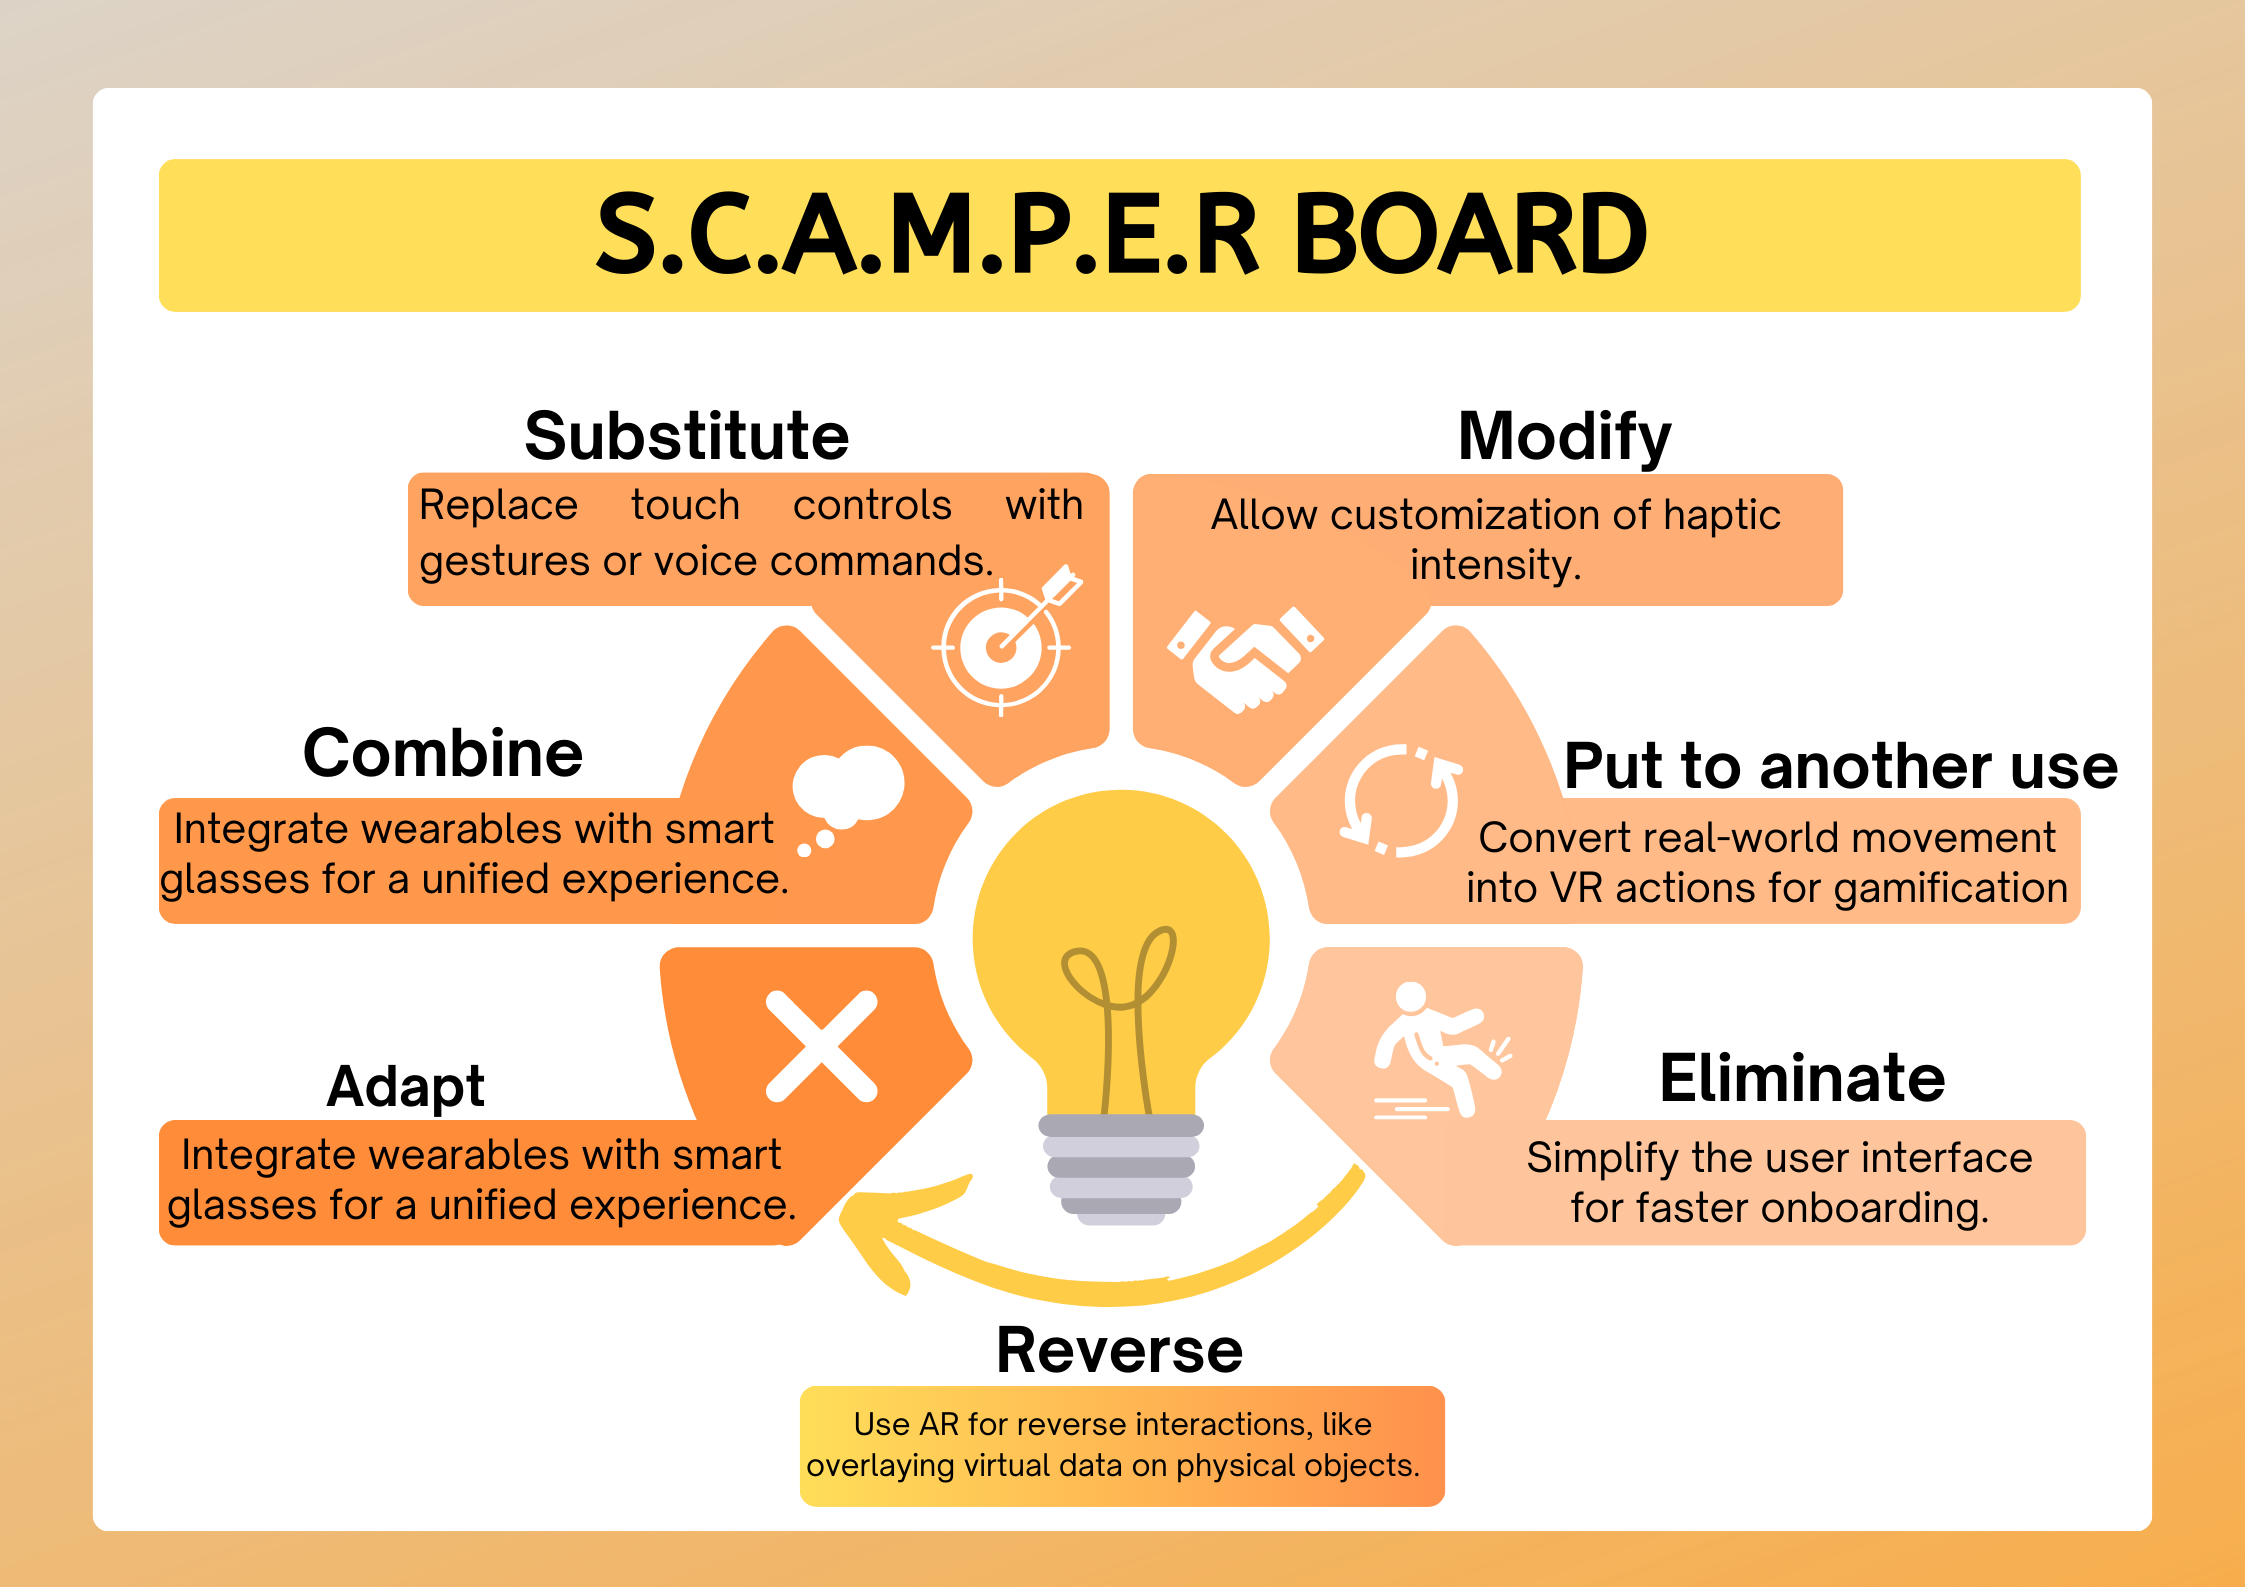 S.C.A.M.P.E.R BOARD
Substitute
Replace touch controls with
gestures or voice commands.
Combine
Integrate wearables with smart
glasses for a unified experience.
Adapt
Integrate wearables with smart
glasses for a unified experience.
Modify
Allow customization of haptic
intensity.
Put to another use
Convert real-world movement
into VR actions for gamification
Eliminate
Simplify the user interface
for faster onboarding.
Reverse
Use AR for reverse interactions, like
overlaying virtual data on physical objects.